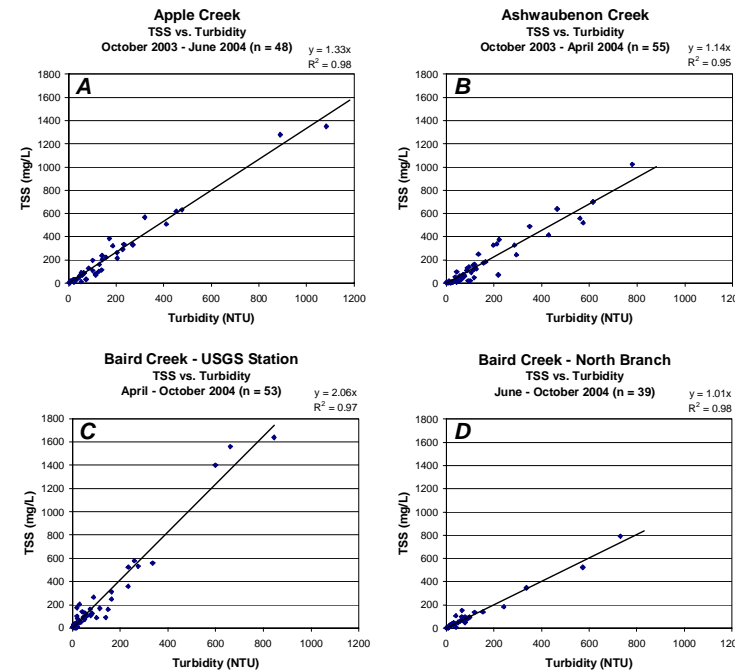 Apple Creek
TSS vs. Turbidity
October 2003 - June 2004 (n = 48)
y = 1.33x
R² = 0.98
A
TSS (mg/L)
1800
1600
1400
1200
1000
800
600
400
200
0
0 200 400 600 800 1000 1200
Turbidity (NTU)
Ashwaubenon Creek
TSS vs. Turbidity
October 2003 - April 2004 (n = 55)
y = 1.14x
R² = 0.95
B
TSS (mg/L)
1800
1600
1400
1200
1000
800
600
400
200
0
0 200 400 600 800 1000 1200
Turbidity (NTU)
Baird Creek - USGS Station
TSS vs. Turbidity
April - October 2004 (n = 53)
y = 2.06x
R² = 0.97
C
TSS (mg/L)
1800
1600
1400
1200
1000
800
600
400
200
0
0 200 400 600 800 1000 1200
Turbidity (NTU)
Baird Creek - North Branch
TSS vs. Turbidity
June - October 2004 (n = 39)
y = 1.01x
R² = 0.98
D
TSS (mg/L)
1800
1600
1400
1200
1000
800
600
400
200
0
0 200 400 600 800 1000 120
Turbidity (NTU)